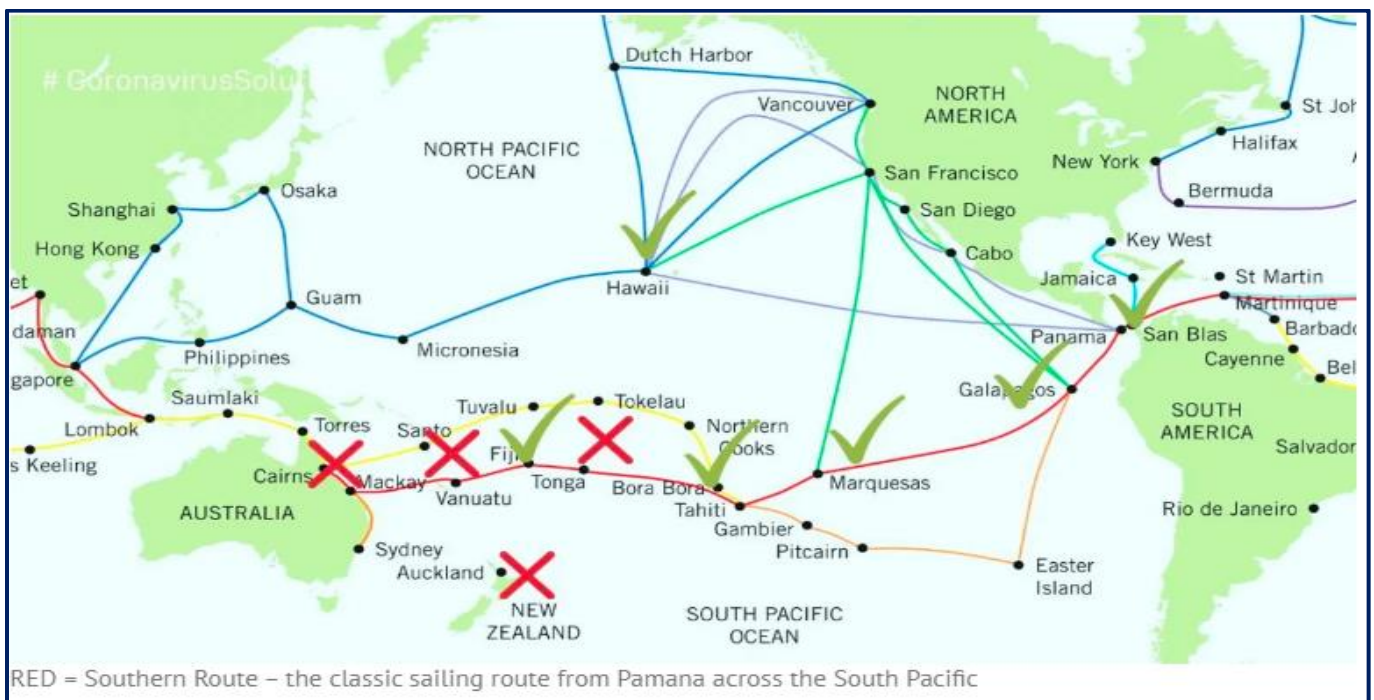 # CoronavirusSolu
Dutch Harbor
Vancouver
NORTH
AMERICA
St Joh
Halifax
New York
Bermuda
NORTH PACIFIC
OCEAN
Osaka
Shanghai
Hong Kong
San Francisco
San Diego
Cabo
Key West
Jamaica
St Martin
Martinique
et
Guam
Hawaii
daman
Panama
San Blas
Barbado
Cayenne
Bel
Micronesia
Philippines
gapore
Saumlaki
Lombok
Torres
Tuvalu
Tokelau
Santo
Northern
Cooks
Galapagos
SOUTH
AMERICA
Salvador
s Keeling
Cairns
Mackay
Fiji
Vanuatu
Tonga
Bora Bora
Tahiti
Marquesas
AUSTRALIA
Gambier
Pitcairn
Rio de Janeiro
Sydney
Auckland
Easter
Island
NEW
ZEALAND
SOUTH PACIFIC
OCEAN
RED = Southern Route – the classic sailing route from Pamana across the South Pacific